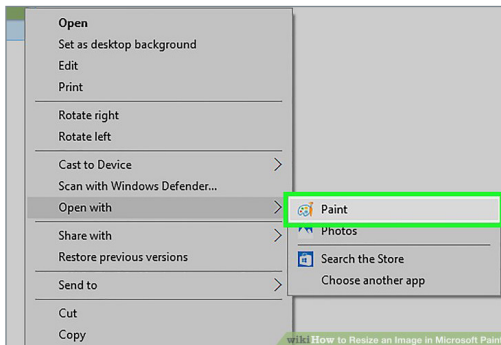 Open
Set as desktop background
Edit
Print
Rotate right
Rotate left
Cast to Device
Scan with Windows Defender...
Open with
Share with
Restore previous versions
Send to
Cut
Copy
Paint
Photos
Search the Store
Choose another app
wikiHow to Resize an Image in Microsoft Paint